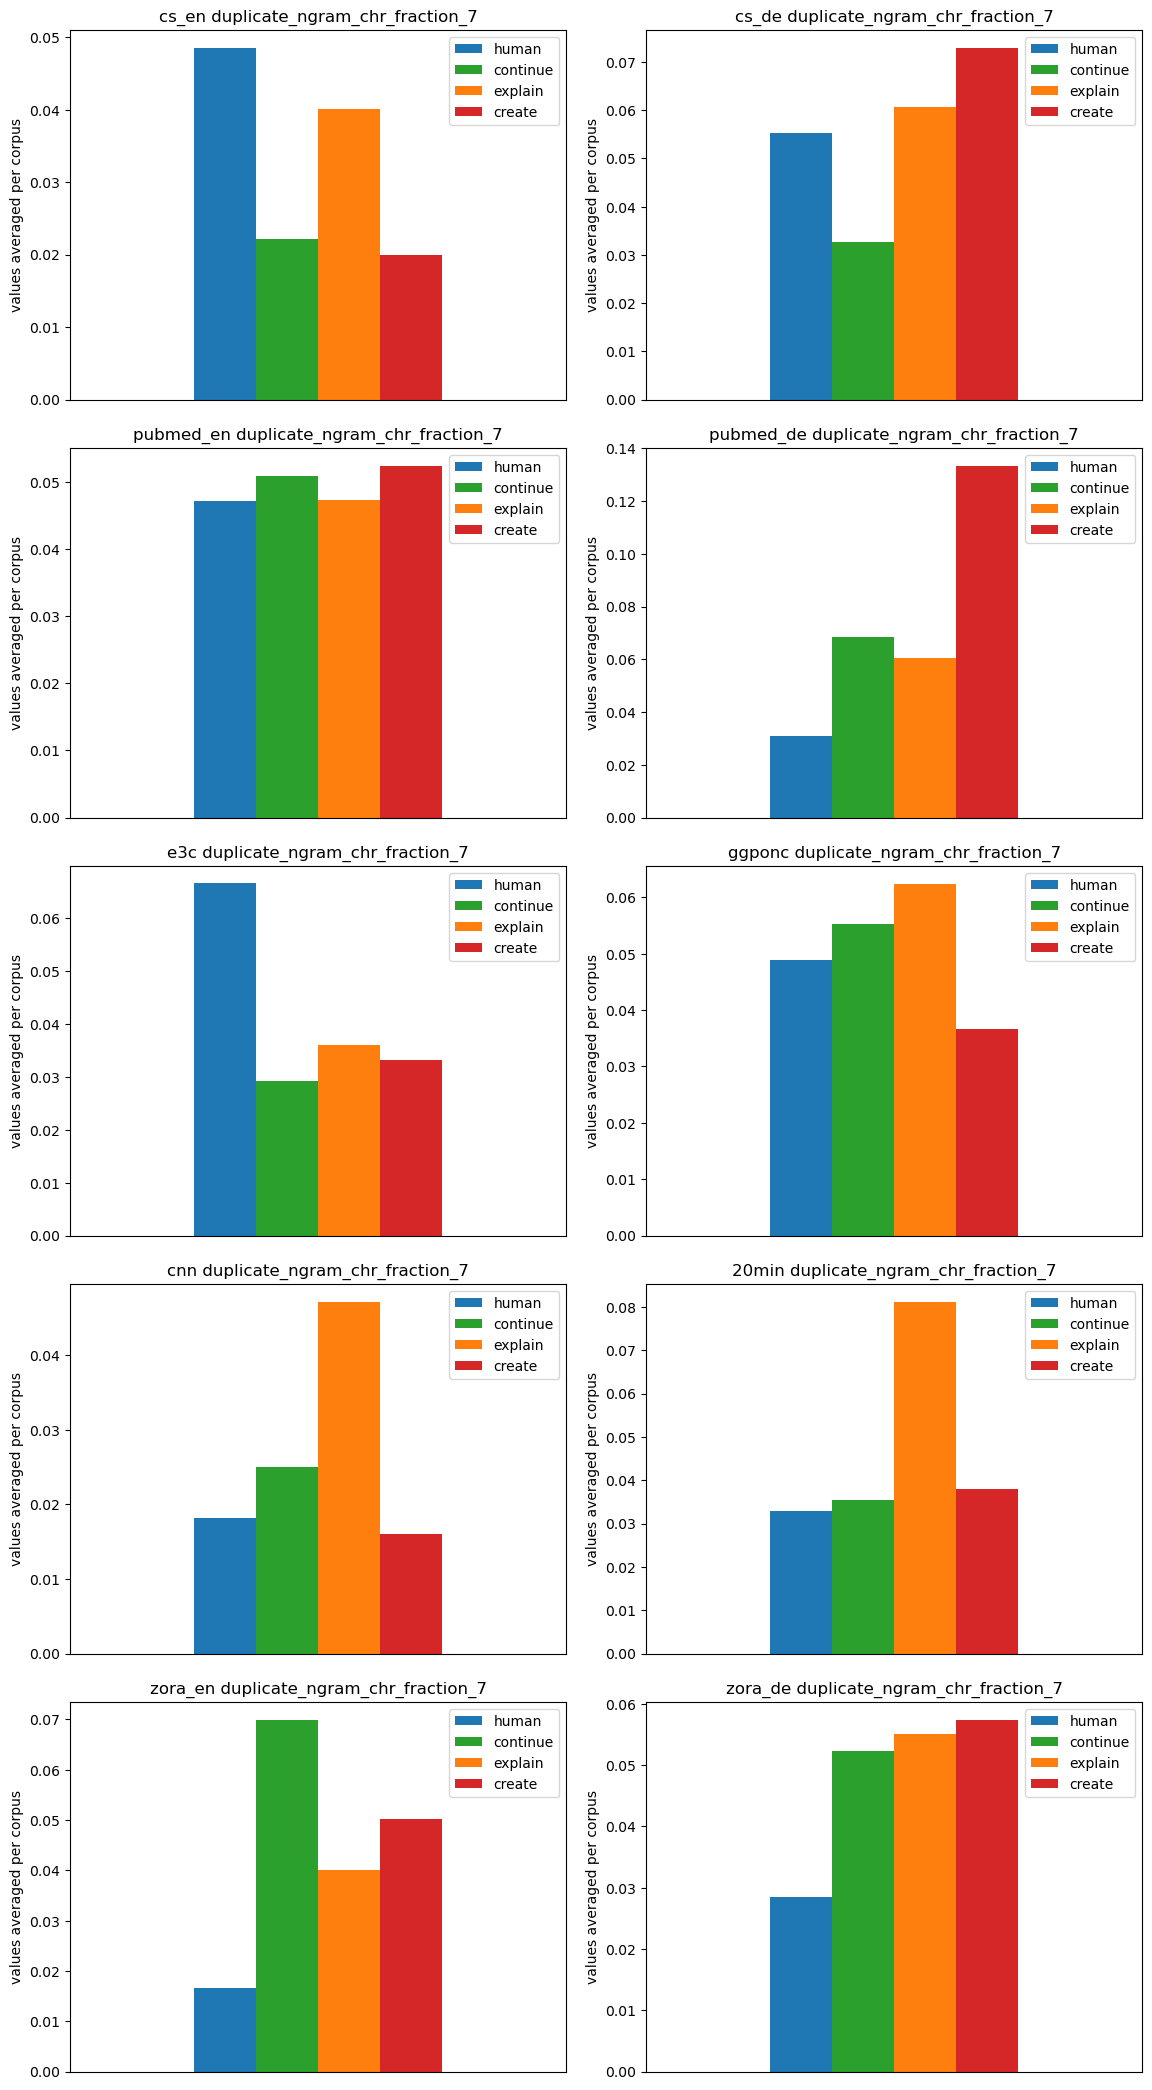 cs_en duplicate_ngram_chr_fraction_7
values averaged per corpus
0.05
0.04
0.03
0.02
0.01
0.00
human
continue
explain
create
cs_de duplicate_ngram_chr_fraction_7
values averaged per corpus
0.07
0.06
0.05
0.04
0.03
0.02
0.01
0.00
human
continue
explain
create
pubmed_en duplicate_ngram_chr_fraction_7
values averaged per corpus
0.05
0.04
0.03
0.02
0.01
0.00
human
continue
explain
create
pubmed_de duplicate_ngram_chr_fraction_7
values averaged per corpus
0.14
0.12
0.10
0.08
0.06
0.04
0.02
0.00
human
continue
explain
create
e3c duplicate_ngram_chr_fraction_7
values averaged per corpus
0.06
0.05
0.04
0.03
0.02
0.01
0.00
human
continue
explain
create
ggponc duplicate_ngram_chr_fraction_7
values averaged per corpus
0.06
0.05
0.04
0.03
0.02
0.01
0.00
human
continue
explain
create
cnn duplicate_ngram_chr_fraction_7
values averaged per corpus
0.04
0.03
0.02
0.01
0.00
human
continue
explain
create
20min duplicate_ngram_chr_fraction_7
values averaged per corpus
0.08
0.07
0.06
0.05
0.04
0.03
0.02
0.01
0.00
human
continue
explain
create
zora_en duplicate_ngram_chr_fraction_7
values averaged per corpus
0.07
0.06
0.05
0.04
0.03
0.02
0.01
0.00
human
continue
explain
create
zora_de duplicate_ngram_chr_fraction_7
values averaged per corpus
0.06
0.05
0.04
0.03
0.02
0.01
0.00
human
continue
explain
create